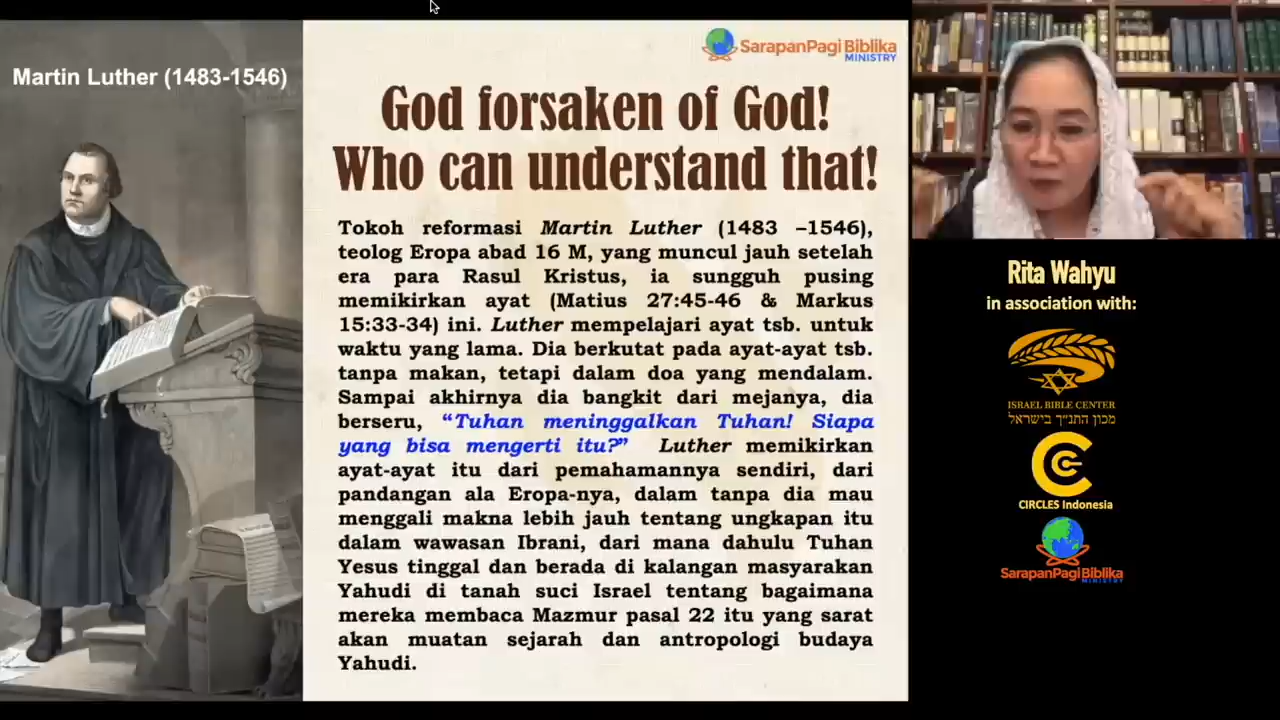 Martin Luther (1483-1546)
SarapanPagi Biblika
MINISTRY
God forsaken of God!
Who can understand that!
Tokoh reformasi Martin Luther (1483 –1546),
teolog Eropa abad 16 M, yang muncul jauh setelah
era para Rasul Kristus, ia sungguh pusing
memikirkan ayat (Matius 27:45-46 & Markus
15:33-34) ini. Luther mempelajari ayat tsb. untuk
waktu yang lama. Dia berkutat pada ayat-ayat tsb.
tanpa makan, tetapi dalam doa yang mendalam.
Sampai akhirnya dia bangkit dari mejanya, dia
berseru, “Tuhan meninggalkan Tuhan! Siapa
yang bisa mengerti itu?” Luther memikirkan
ayat-ayat itu dari pemahamannya sendiri, dari
pandangan ala Eropa-nya, dalam tanpa dia mau
menggali makna lebih jauh tentang ungkapan itu
dalam wawasan Ibrani, dari mana dahulu Tuhan
Yesus tinggal dan berada di kalangan masyarakan
Yahudi di tanah suci Israel tentang bagaimana
mereka membaca Mazmur pasal 22 itu yang sarat
akan muatan sejarah dan antropologi budaya
Yahudi.
Rita Wahyu
in association with:
ISRAEL BIBLE CENTER
מכון התנ״ך בישראל
CIRCLES Indonesia
SarapanPagi Biblika
MINISTRY